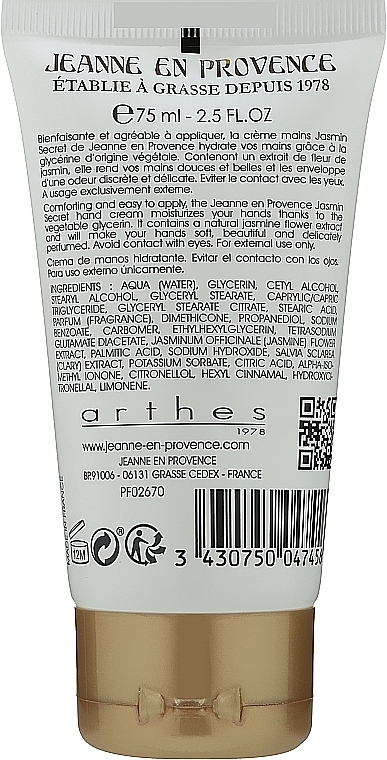 JEANNE EN PROVENCE
ÉTABLIE À GRASSE DEPUIS 1978
℮75 ml - 2.5 FL.OZ
Bienfaisante et agréable à appliquer, la crème mains Jasmin
Secret de Jeanne en Provence hydrate vos mains grâce à la
glycérine d'origine végétale. Contenant un extrait de fleur de
jasmin, elle rend vos mains douces et belles et les enveloppe
d'une odeur discrète et délicate. Eviter le contact avec les yeux.
A usage exclusivement externe.
Comforting and easy to apply, the Jeanne en Provence Jasmin
Secret hand cream moisturizes your hands thanks to the
vegetable glycerin. It contains a natural jasmine flower extract
and will make your hands soft, beautiful and delicately
perfumed. Avoid contact with eyes. For external use only.
Crema de manos hidratante. Evitar el contacto con los ojos.
Para uso externo únicamente.
INGREDIENTS : AQUA (WATER), GLYCERIN, CETYL ALCOHOL,
STEARYL ALCOHOL, GLYCERYL STEARATE, CAPRYLIC/CAPRIC
TRIGLYCERIDE, GLYCERYL STEARATE CITRATE, STEARIC ACID,
PARFUM (FRAGRANCE), DIMETHICONE, PROPANEDIOL, SODIUM
BENZOATE, CARBOMER, ETHYLHEXYLGLYCERIN, TETRASODIUM
GLUTAMATE DIACETATE, JASMINUM OFFICINALE (JASMINE) FLOWER
EXTRACT, PALMITIC ACID, SODIUM HYDROXIDE, SALVIA SCLAREA
(CLARY) EXTRACT, POTASSIUM SORBATE, CITRIC ACID, ALPHA-ISO-
METHYL IONONE, CITRONELLOL, HEXYL CINNAMAL, HYDROXYCI-
TRONELLAL, LIMONENE.
arthes
1978
www.jeanne-en-provence.com
JEANNE EN PROVENCE
BP.91006 - 06131 GRASSE CEDEX - FRANCE
PF02670
MADE IN FRANCE
12M
3 430750 047458